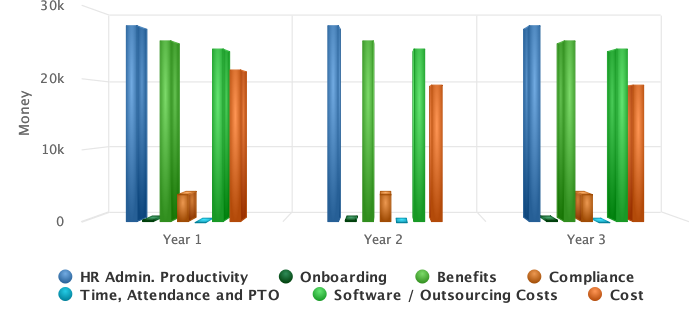 30k
20k
10k
0
Money
Year 1 Year 2 Year 3
HR Admin. Productivity Onboarding Benefits Compliance
Time, Attendance and PTO Software / Outsourcing Costs Cost